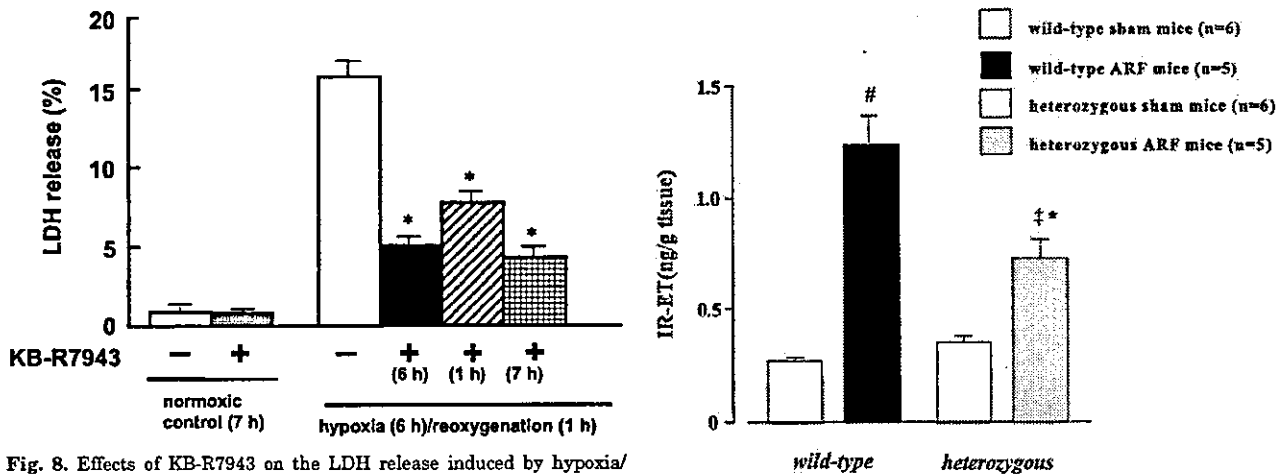 20
15
10
5
0
LDH release (%)
*
*
*
KB-R7943
− + − + + +
(6 h) (1 h) (7 h)
normoxic
control (7 h)
hypoxia (6 h)/reoxygenation (1 h)
Fig. 8. Effects of KB-R7943 on the LDH release induced by hypoxia/
wild-type sham mice (n=6)
wild-type ARF mice (n=5)
heterozygous sham mice (n=6)
heterozygous ARF mice (n=5)
1.5
1.0
0.5
0
IR-ET(ng/g tissue)
#
‡*
wild-type heterozygous